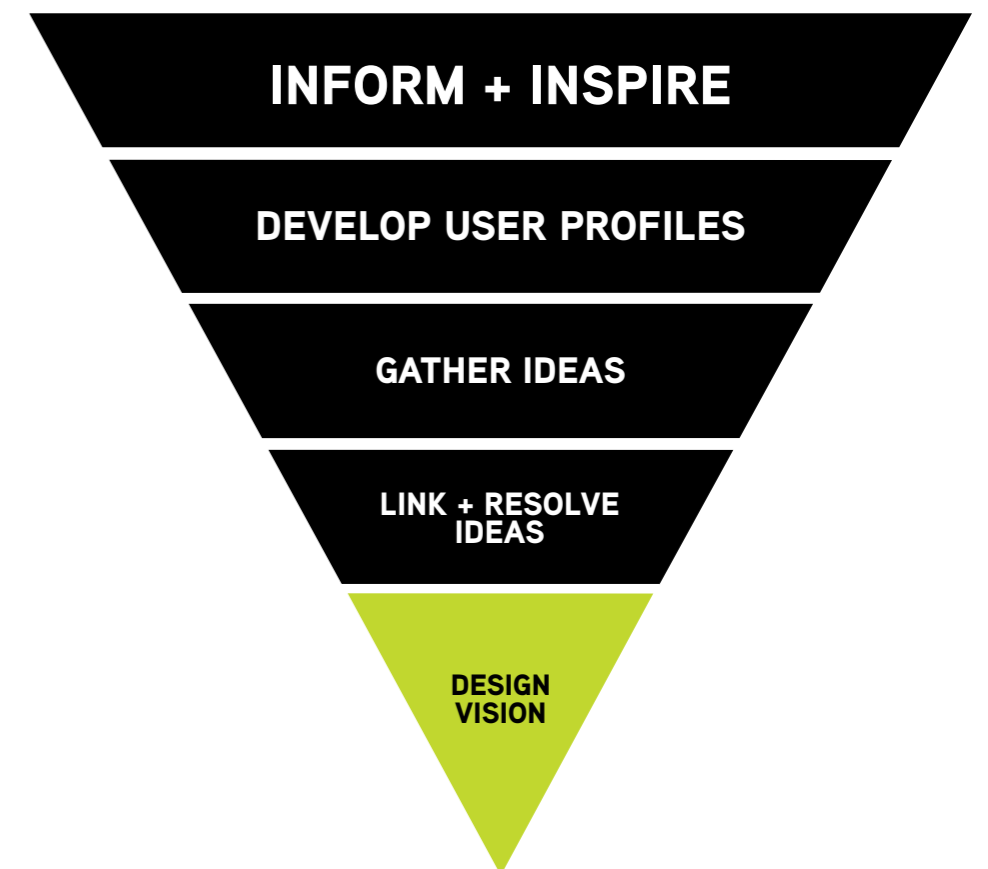 INFORM + INSPIRE
DEVELOP USER PROFILES
GATHER IDEAS
LINK + RESOLVE
IDEAS
DESIGN
VISION